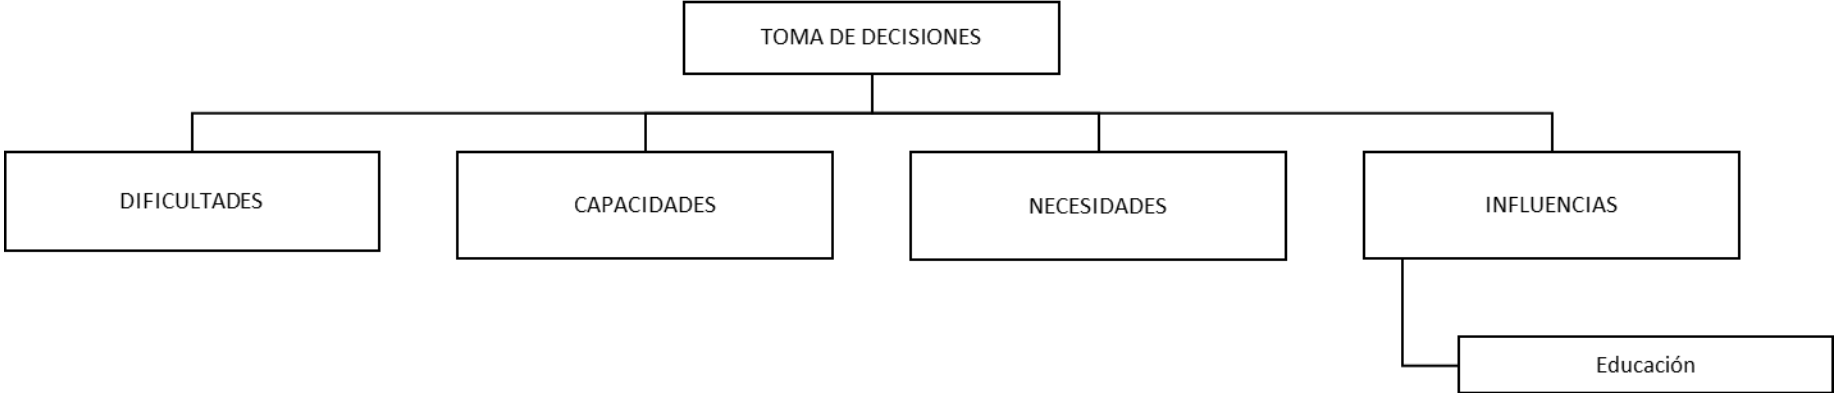 TOMA DE DECISIONES
DIFICULTADES
CAPACIDADES
NECESIDADES
INFLUENCIAS
Educación